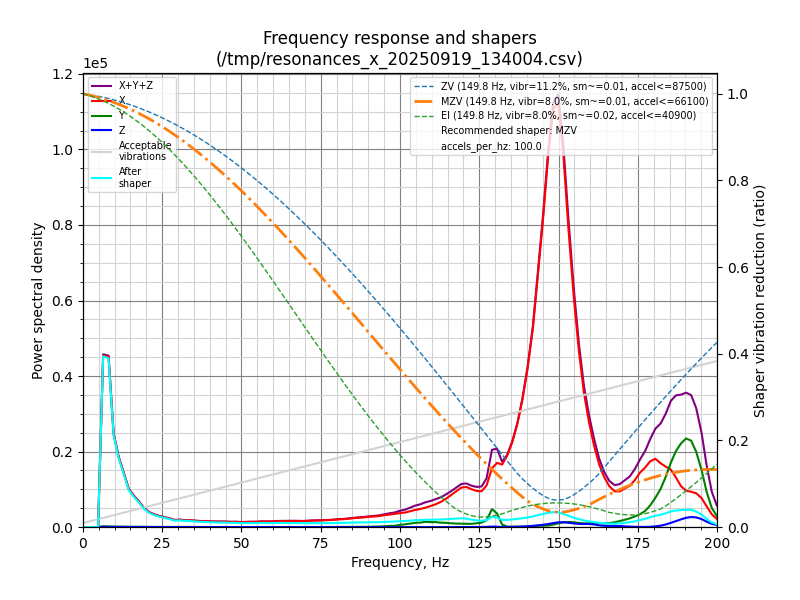 Frequency response and shapers
(/tmp/resonances_x_20250919_134004.csv)
1e5
1.2
1.0
0.8
0.6
0.4
0.2
0.0
Power spectral density
X+Y+Z
X
Y
Z
Acceptable
vibrations
After
shaper
ZV (149.8 Hz, vibr=11.2%, sm~=0.01, accel<=87500)
MZV (149.8 Hz, vibr=8.0%, sm~=0.01, accel<=66100)
EI (149.8 Hz, vibr=8.0%, sm~=0.02, accel<=40900)
Recommended shaper: MZV
accels_per_hz: 100.0
1.0
0.8
0.6
0.4
0.2
0.0
Shaper vibration reduction (ratio)
0 25 50 75 100 125 150 175 200
Frequency, Hz